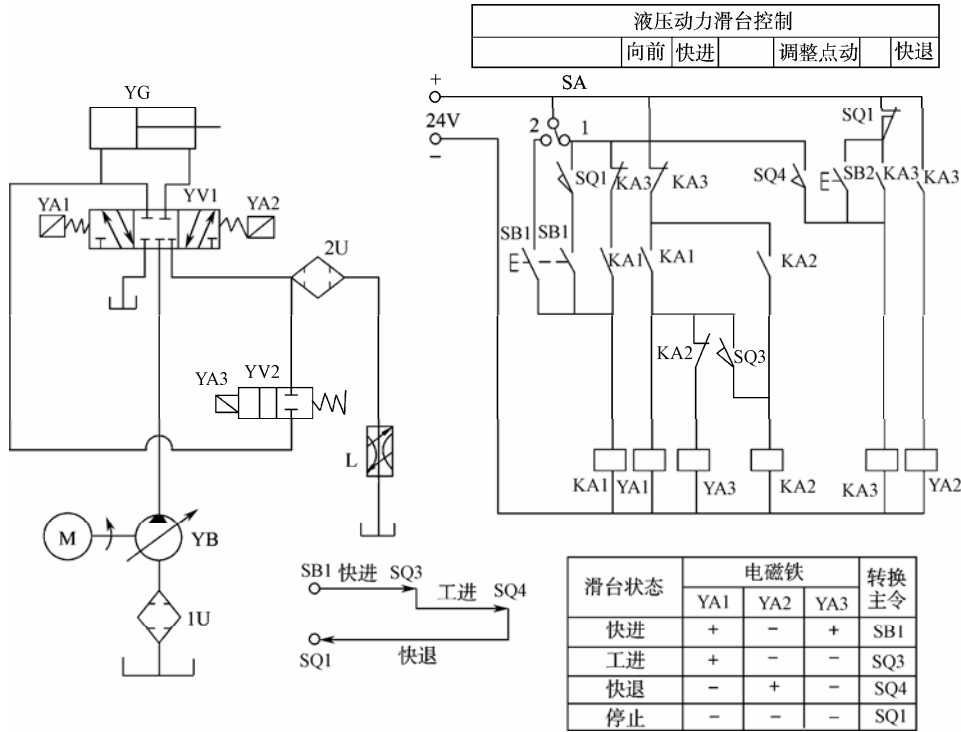 液压动力滑台控制
向前 快进 调整点动 快退
YG
YA1
YV1
YA2
2U
YA3
YV2
L
M
YB
1U
+
24V
−
SA
2
1
SQ1
KA3
KA3
SQ4
SQ1
SB2
KA3
KA3
SB1
SB1
KA1
KA1
KA2
KA2
SQ3
KA1
YA1
YA3
KA2
KA3
YA2
SB1 快进 SQ3
工进 SQ4
SQ1
快退
滑台状态 电磁铁 转换主令
YA1 YA2 YA3
快进 + − + SB1
工进 + − − SQ3
快退 − + − SQ4
停止 − − − SQ1